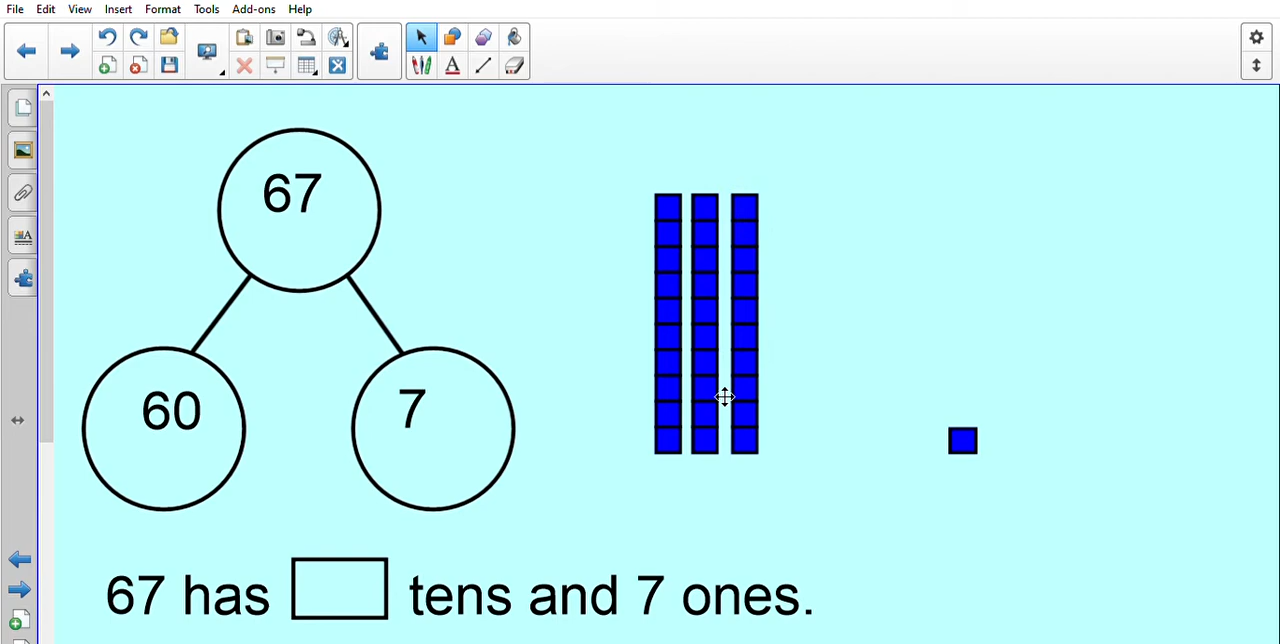 File Edit View Insert Format Tools Add-ons Help
67
60
7
67 has tens and 7 ones.